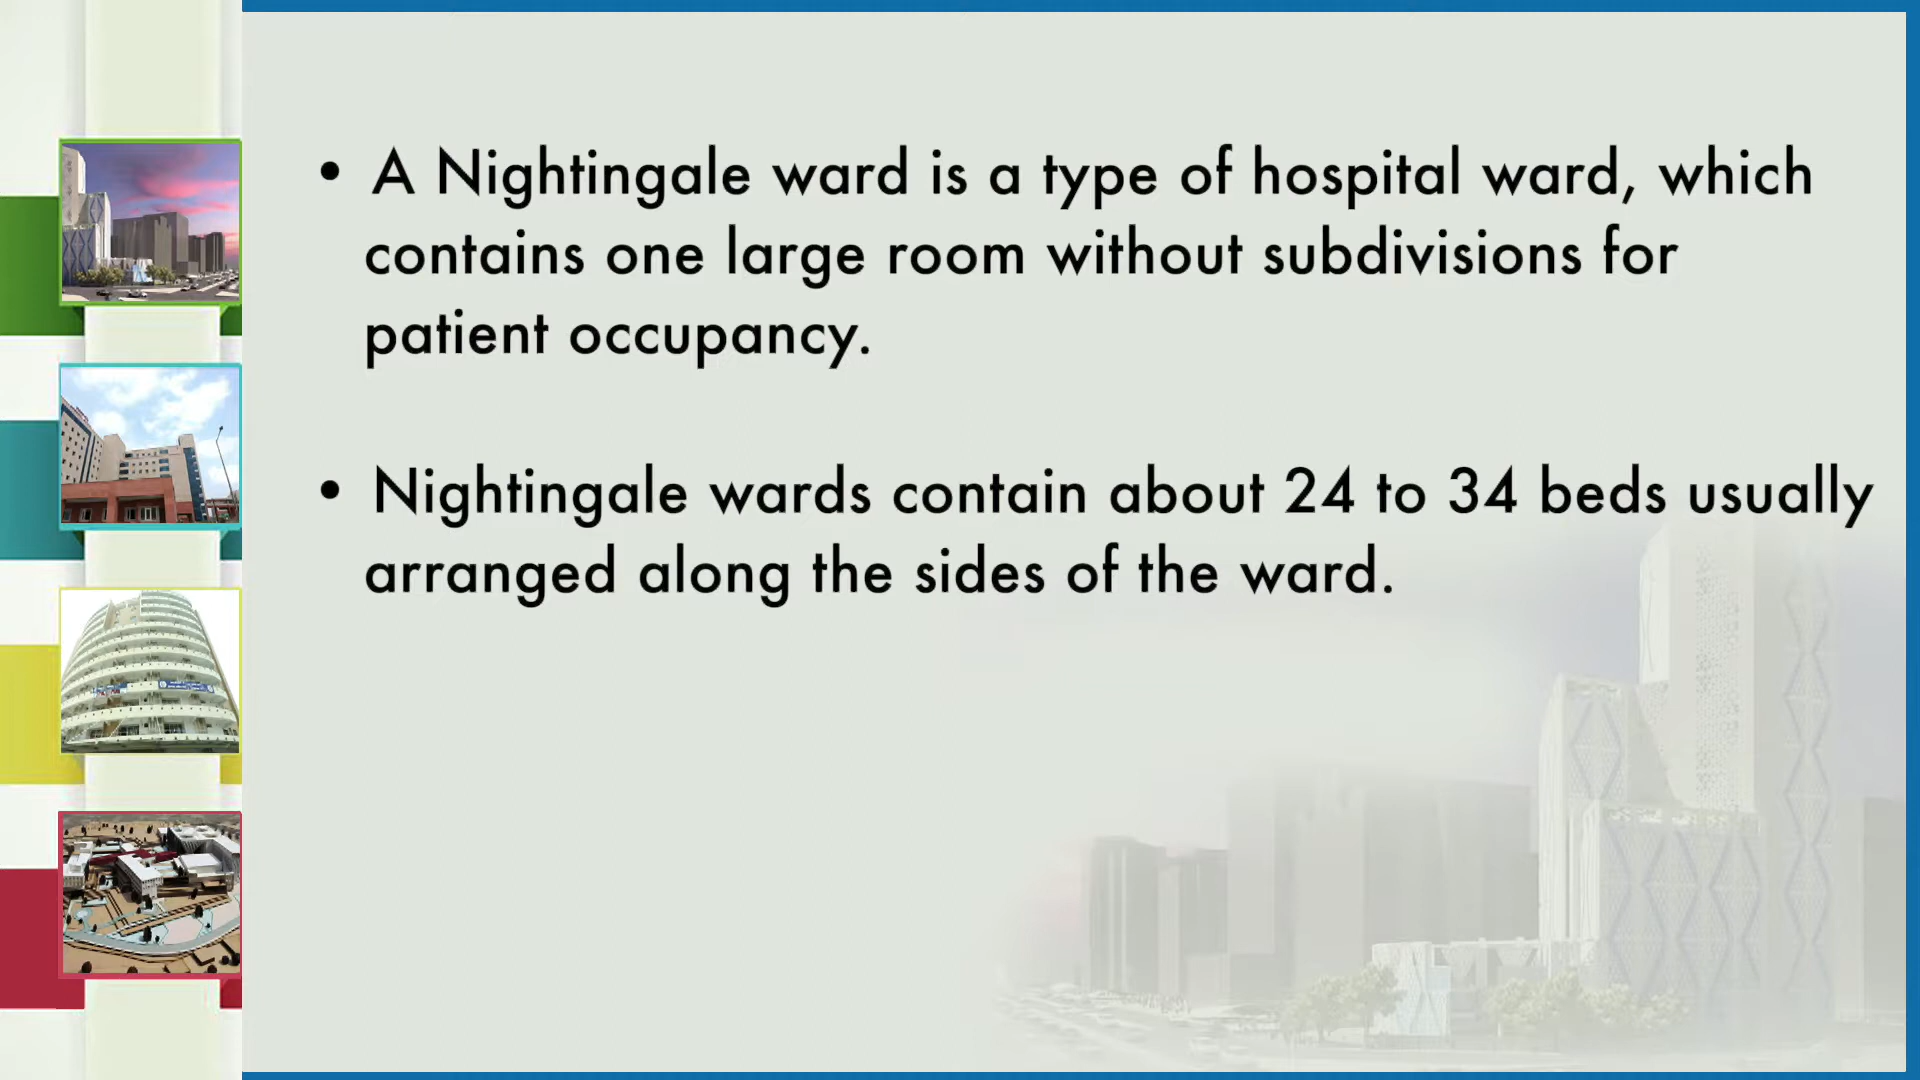 • A Nightingale ward is a type of hospital ward, which
contains one large room without subdivisions for
patient occupancy.
• Nightingale wards contain about 24 to 34 beds usually
arranged along the sides of the ward.